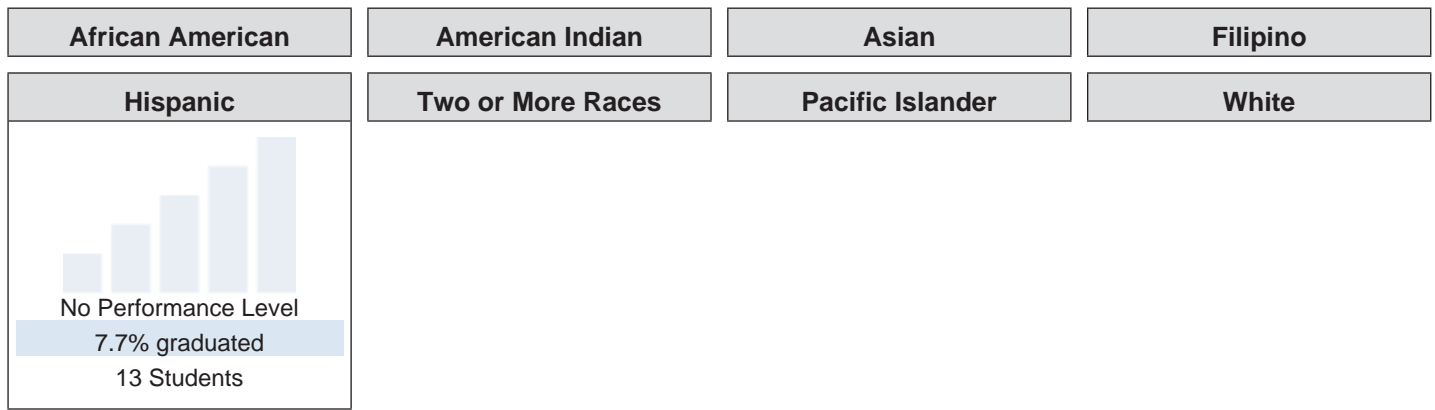 African American
American Indian
Asian
Filipino
Hispanic
Two or More Races
Pacific Islander
White
No Performance Level
7.7% graduated
13 Students